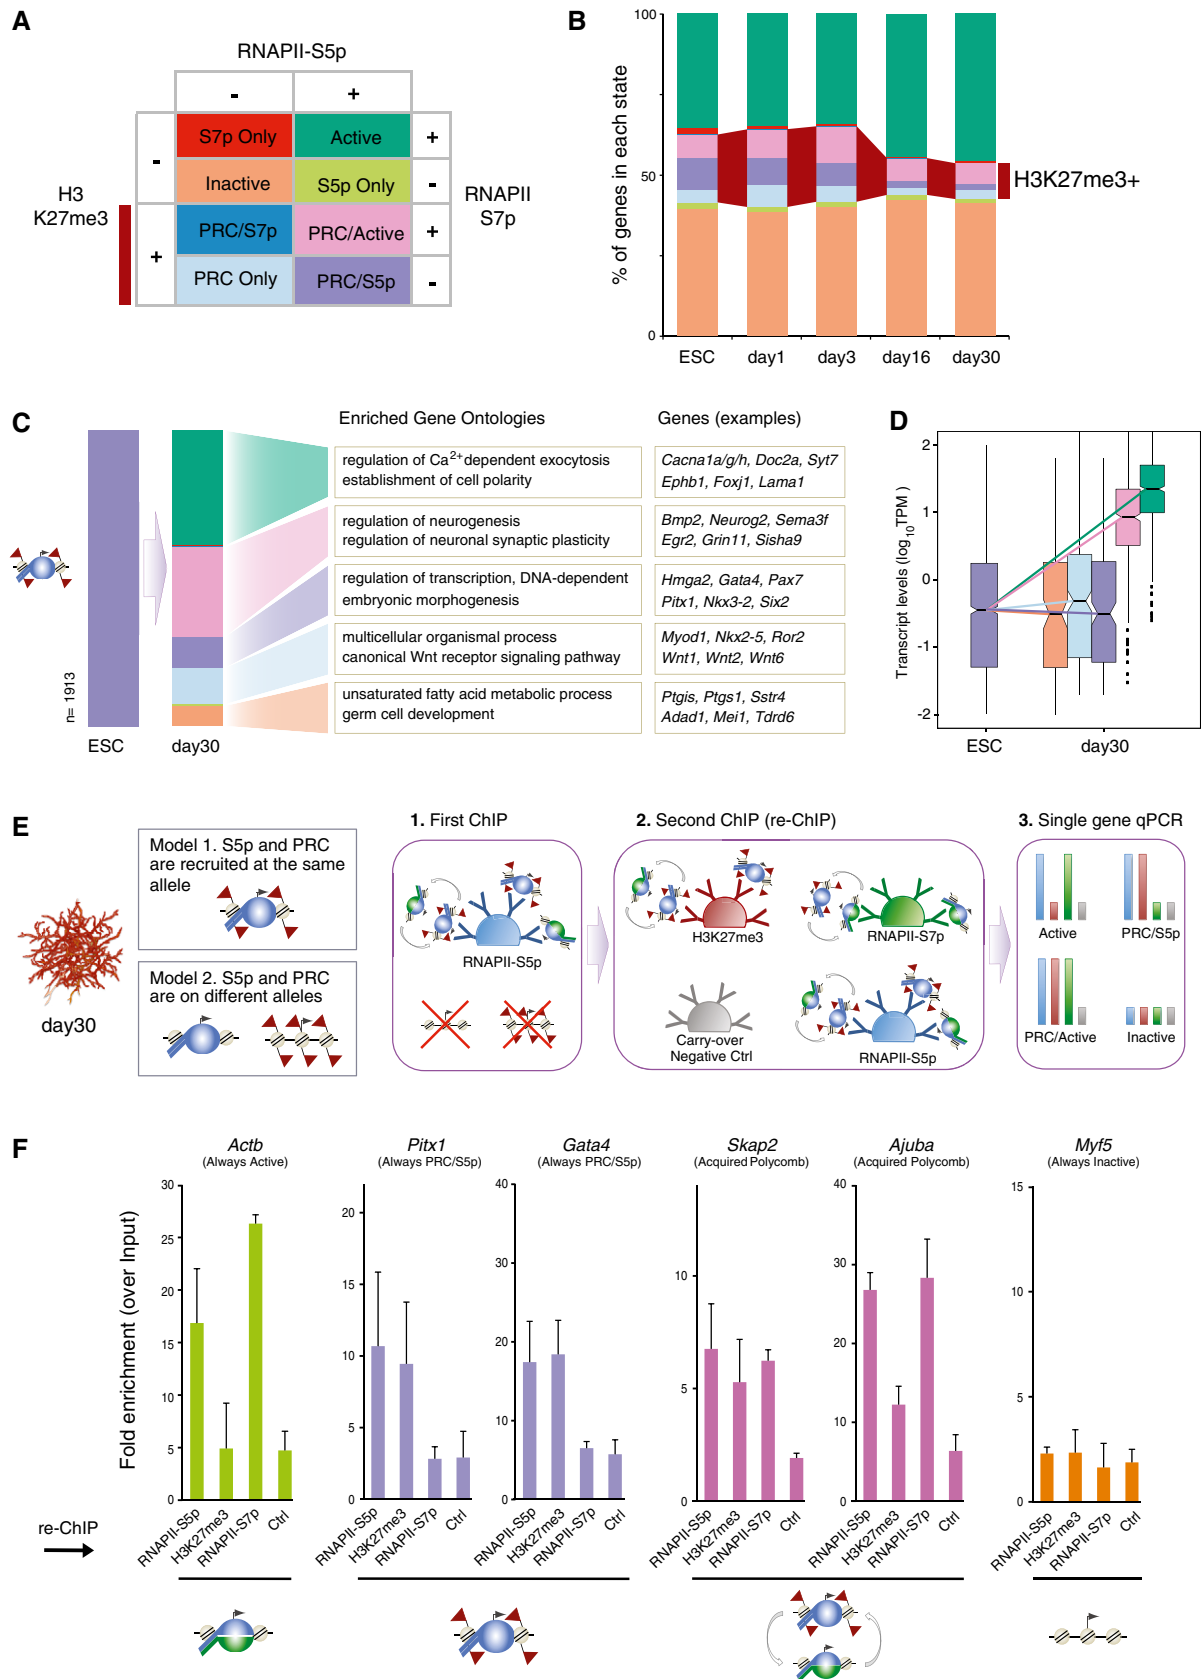 A
RNAPII-S5p
-
+
S7p Only
Active
+
-
Inactive
S5p Only
-
H3
K27me3
RNAPII
S7p
PRC/S7p
PRC/Active
+
+
PRC Only
PRC/S5p
-
B
% of genes in each state
100
50
0
H3K27me3+
ESC
day1
day3
day16
day30
C
Enriched Gene Ontologies
Genes (examples)
regulation of Ca2+dependent exocytosis
establishment of cell polarity
Cacna1a/g/h, Doc2a, Syt7
Ephb1, Foxj1, Lama1
regulation of neurogenesis
regulation of neuronal synaptic plasticity
Bmp2, Neurog2, Sema3f
Egr2, Grin11, Sisha9
regulation of transcription, DNA-dependent
embryonic morphogenesis
Hmga2, Gata4, Pax7
Pitx1, Nkx3-2, Six2
multicellular organismal process
canonical Wnt receptor signaling pathway
Myod1, Nkx2-5, Ror2
Wnt1, Wnt2, Wnt6
unsaturated fatty acid metabolic process
germ cell development
Ptgis, Ptgs1, Sstr4
Adad1, Mei1, Tdrd6
n= 1913
ESC
day30
D
Transcript levels (log10TPM )
2
1
0
-1
-2
ESC
day30
E
day30
Model 1. S5p and PRC
are recruited at the same
allele
Model 2. S5p and PRC
are on different alleles
1. First ChIP
RNAPII-S5p
2. Second ChIP (re-ChIP)
H3K27me3
RNAPII-S7p
Carry-over
Negative Ctrl
RNAPII-S5p
3. Single gene qPCR
Active
PRC/S5p
PRC/Active
Inactive
F
Fold enrichment (over Input)
Actb
(Always Active)
30
25
20
15
10
5
0
RNAPII-S5p
H3K27me3
RNAPII-S7p
Ctrl
Pitx1
(Always PRC/S5p)
20
15
10
5
0
RNAPII-S5p
H3K27me3
RNAPII-S7p
Ctrl
Gata4
(Always PRC/S5p)
40
30
20
10
0
RNAPII-S5p
H3K27me3
RNAPII-S7p
Ctrl
Skap2
(Acquired Polycomb)
10
5
0
RNAPII-S5p
H3K27me3
RNAPII-S7p
Ctrl
Ajuba
(Acquired Polycomb)
40
30
20
10
0
RNAPII-S5p
H3K27me3
RNAPII-S7p
Ctrl
Myf5
(Always Inactive)
15
10
5
0
RNAPII-S5p
H3K27me3
RNAPII-S7p
Ctrl
re-ChIP